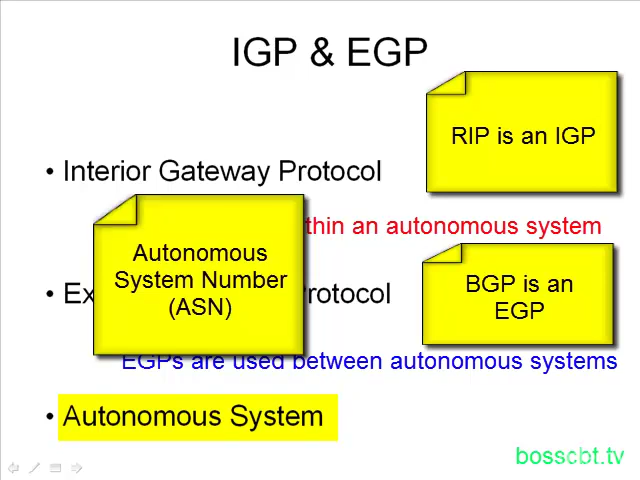 IGP & EGP
RIP is an IGP
• Interior Gateway Protocol
thin an autonomous system
Autonomous
System Number
(ASN)
BGP is an
EGP
• Ex rotocol
EGPs are used between autonomous systems
• Autonomous System
bosscbt.tv